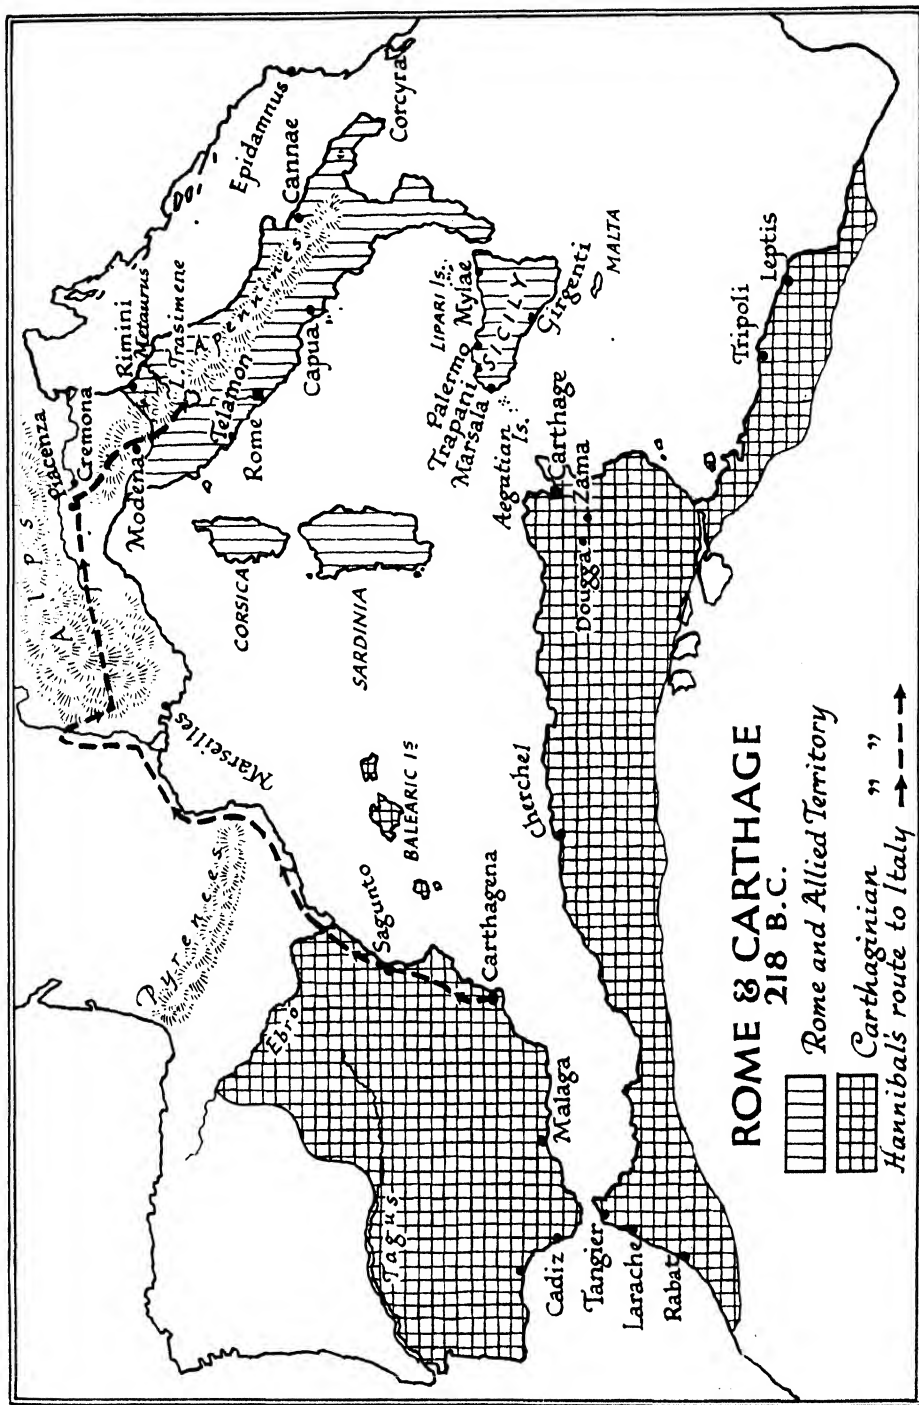 ALPS
Piacenza
Cremona
Modena
Rimini
Metaurus
L. Trasimene
Apennines
Telamon
Rome
Capua
Cannae
Epidamnus
Corcyra
CORSICA
SARDINIA
LIPARI Is.
Mylae
Palermo
Trapani
Marsala
SICILY
Girgenti
MALTA
Aegatian
Is.
Carthage
Zama
Dougga
Tripoli
Leptis
Marseilles
Pyrenees
Ebro
Sagunto
BALEARIC Is
Carthagena
Cherchel
Tagus
Malaga
Cadiz
Tangier
Larache
Rabat
ROME & CARTHAGE
218 B.C.
Rome and Allied Territory
Carthaginian " "
Hannibal's route to Italy